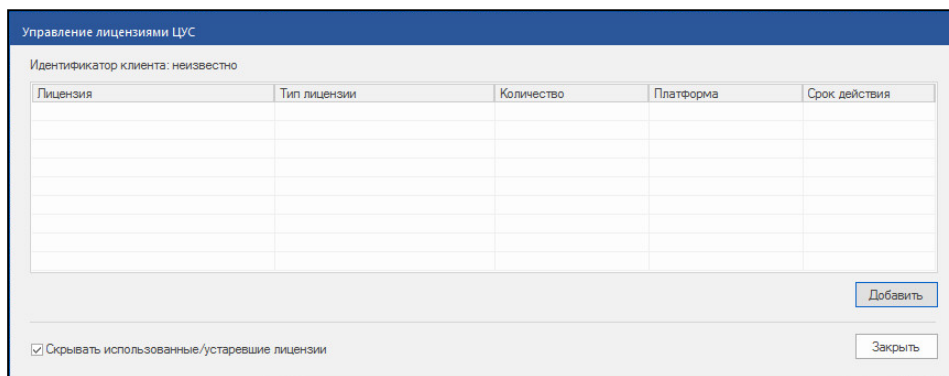 Управление лицензиями ЦУС
Идентификатор клиента: неизвестно
Лицензия Тип лицензии Количество Платформа Срок действия
Добавить
Скрывать использованные/устаревшие лицензии
Закрыть